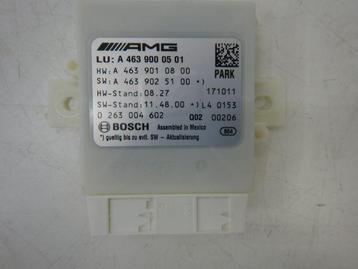 AMG
LU: A 463 900 05 01
HW: A 463 901 08 00 PARK
SW: A 463 902 51 00 *)
HW-Stand: 08.27 171011
SW-Stand: 11.48.00 *) L4 0153
0 263 004 602 Q02 00206
BOSCH Assembled in Mexico
*) gueltig bis zu evtl. SW - Aktualisierung